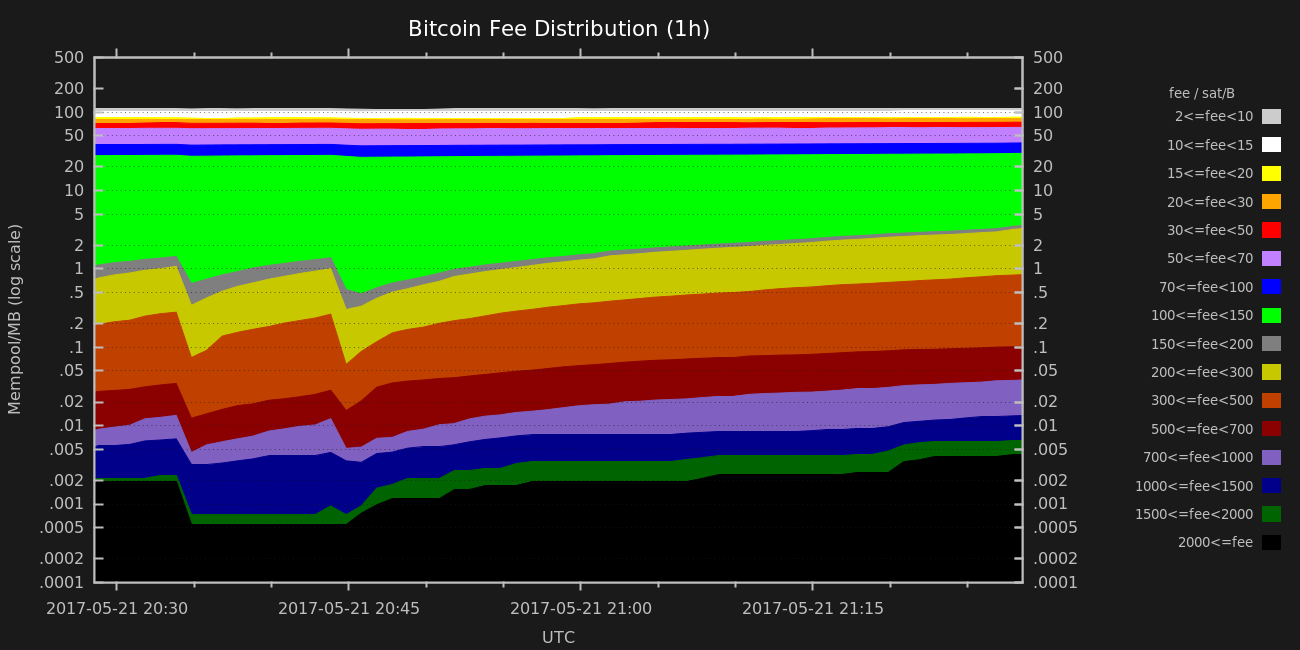 Bitcoin Fee Distribution (1h)
500
200
100
50
20
10
5
2
1
.5
.2
.1
.05
.02
.01
.005
.002
.001
.0005
.0002
.0001
Mempool/MB (log scale)
500
200
100
50
20
10
5
2
1
.5
.2
.1
.05
.02
.01
.005
.002
.001
.0005
.0002
.0001
2017-05-21 20:30 2017-05-21 20:45 2017-05-21 21:00 2017-05-21 21:15
UTC
fee / sat/B
2<=fee<10
10<=fee<15
15<=fee<20
20<=fee<30
30<=fee<50
50<=fee<70
70<=fee<100
100<=fee<150
150<=fee<200
200<=fee<300
300<=fee<500
500<=fee<700
700<=fee<1000
1000<=fee<1500
1500<=fee<2000
2000<=fee